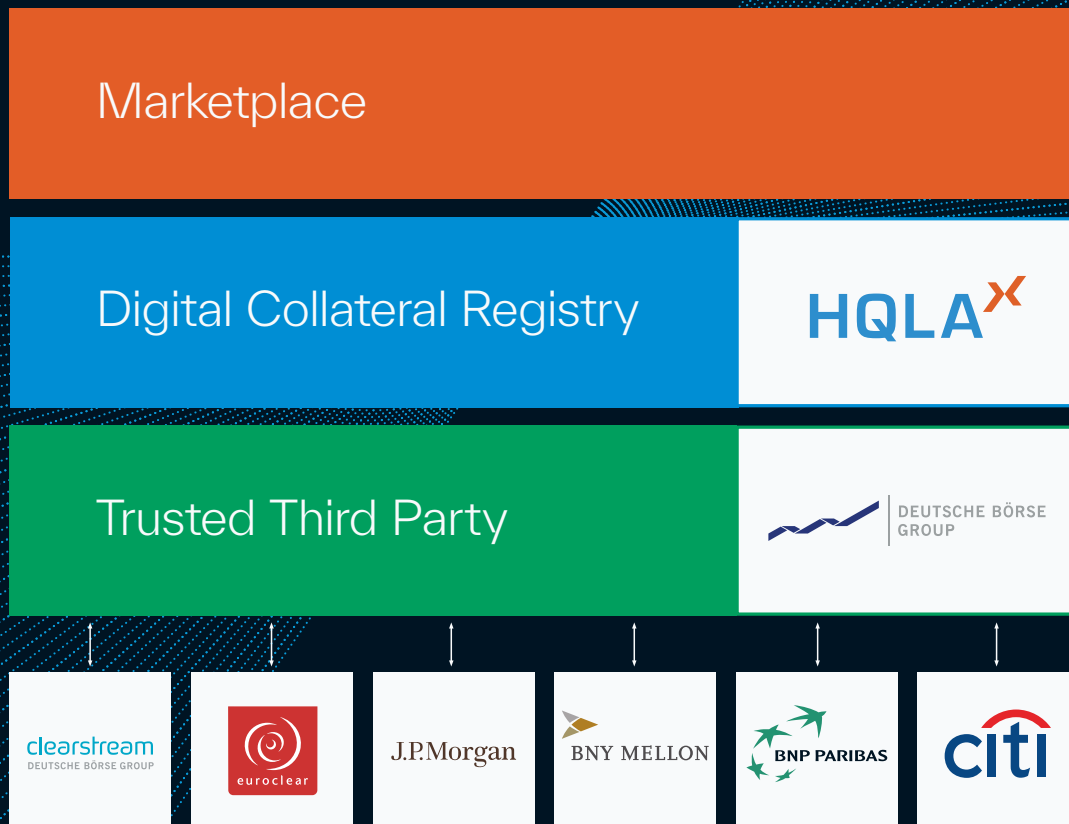 Marketplace
Digital Collateral Registry
HQLAX
Trusted Third Party
DEUTSCHE BÖRSE
GROUP
clearstream
DEUTSCHE BÖRSE GROUP
euroclear
J.P.Morgan
BNY MELLON
BNP PARIBAS
citi